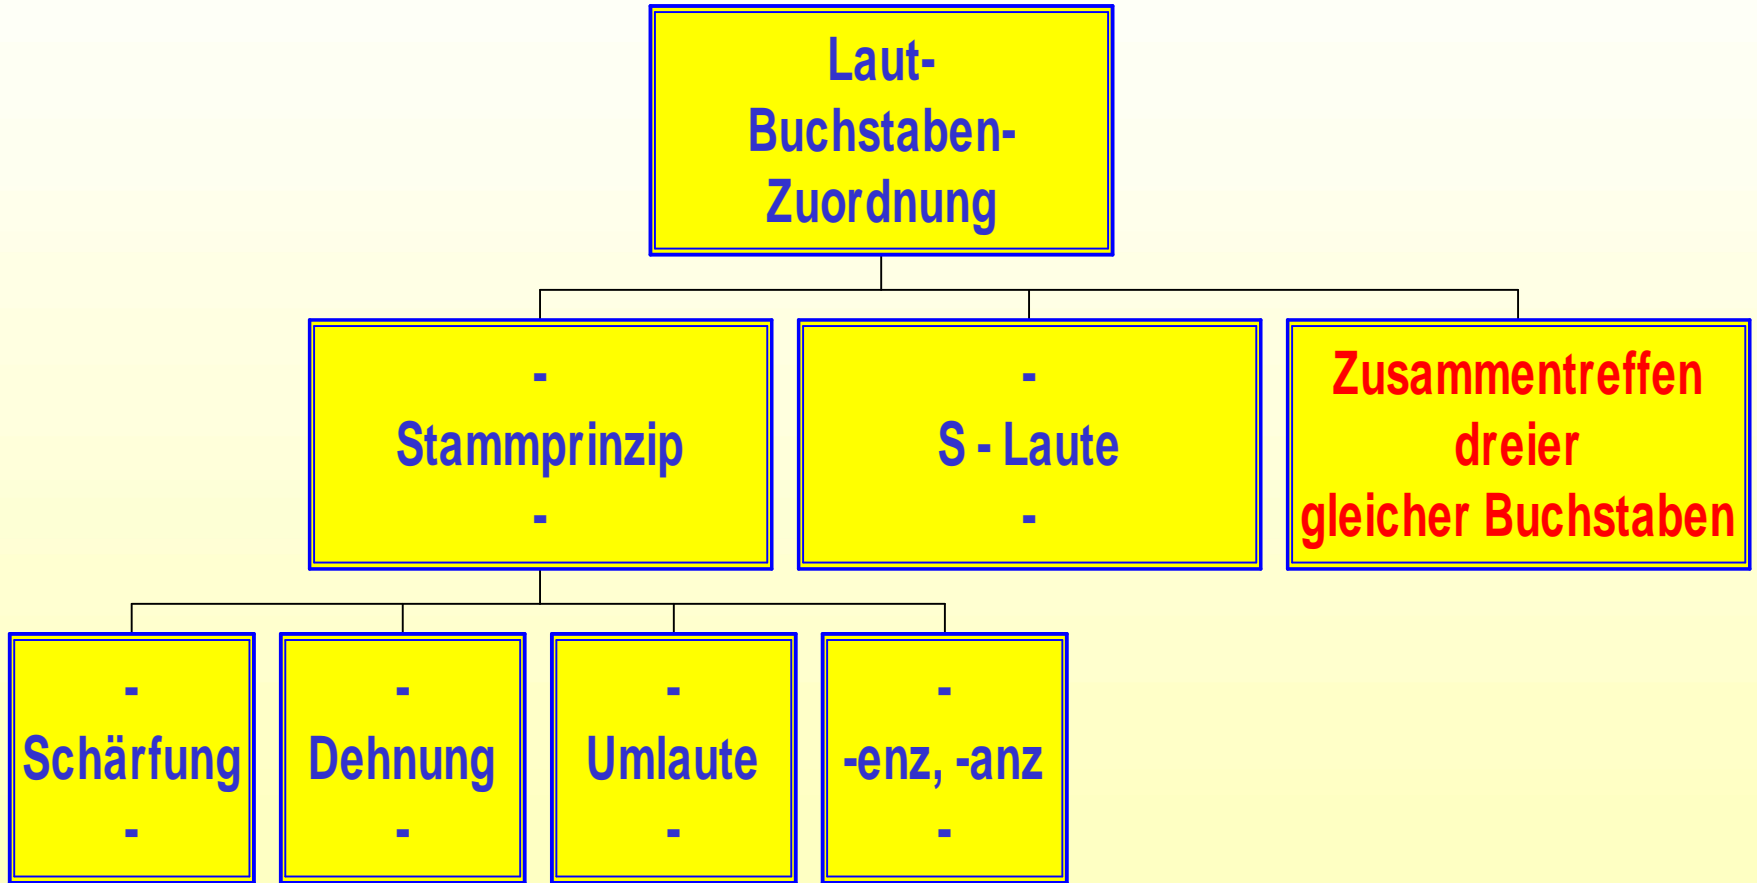 Laut-
Buchstaben-
Zuordnung
-
Stammprinzip
-
-
S - Laute
-
Zusammentreffen
dreier
gleicher Buchstaben
-
Schärfung
-
-
Dehnung
-
-
Umlaute
-
-
-enz, -anz
-